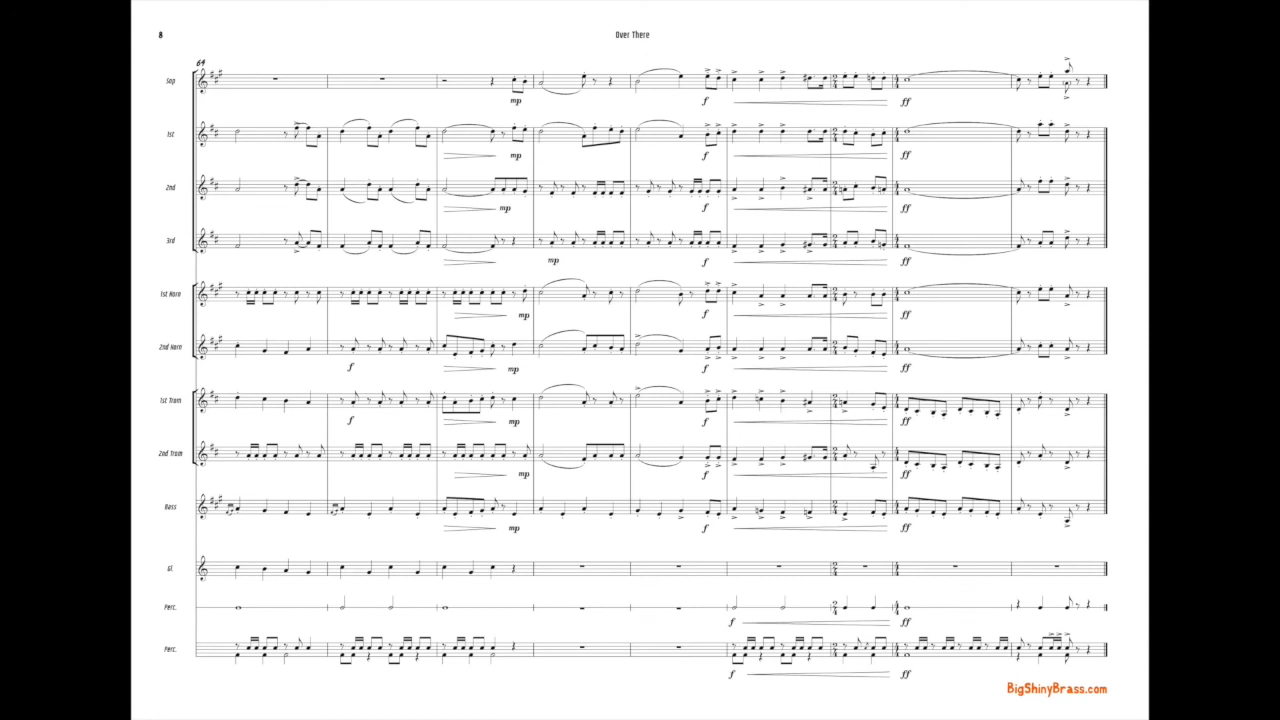 8
Over There
64
Sop
mp
f
ff
1st
mp
f
ff
2nd
mp
f
ff
3rd
mp
f
ff
1st Horn
mp
f
ff
2nd Horn
f
mp
f
ff
1st Trom
f
mp
f
ff
2nd Trom
mp
f
ff
Bass
mp
f
ff
Gl
Perc.
f
ff
Perc.
f
ff
BigShinyBrass.com